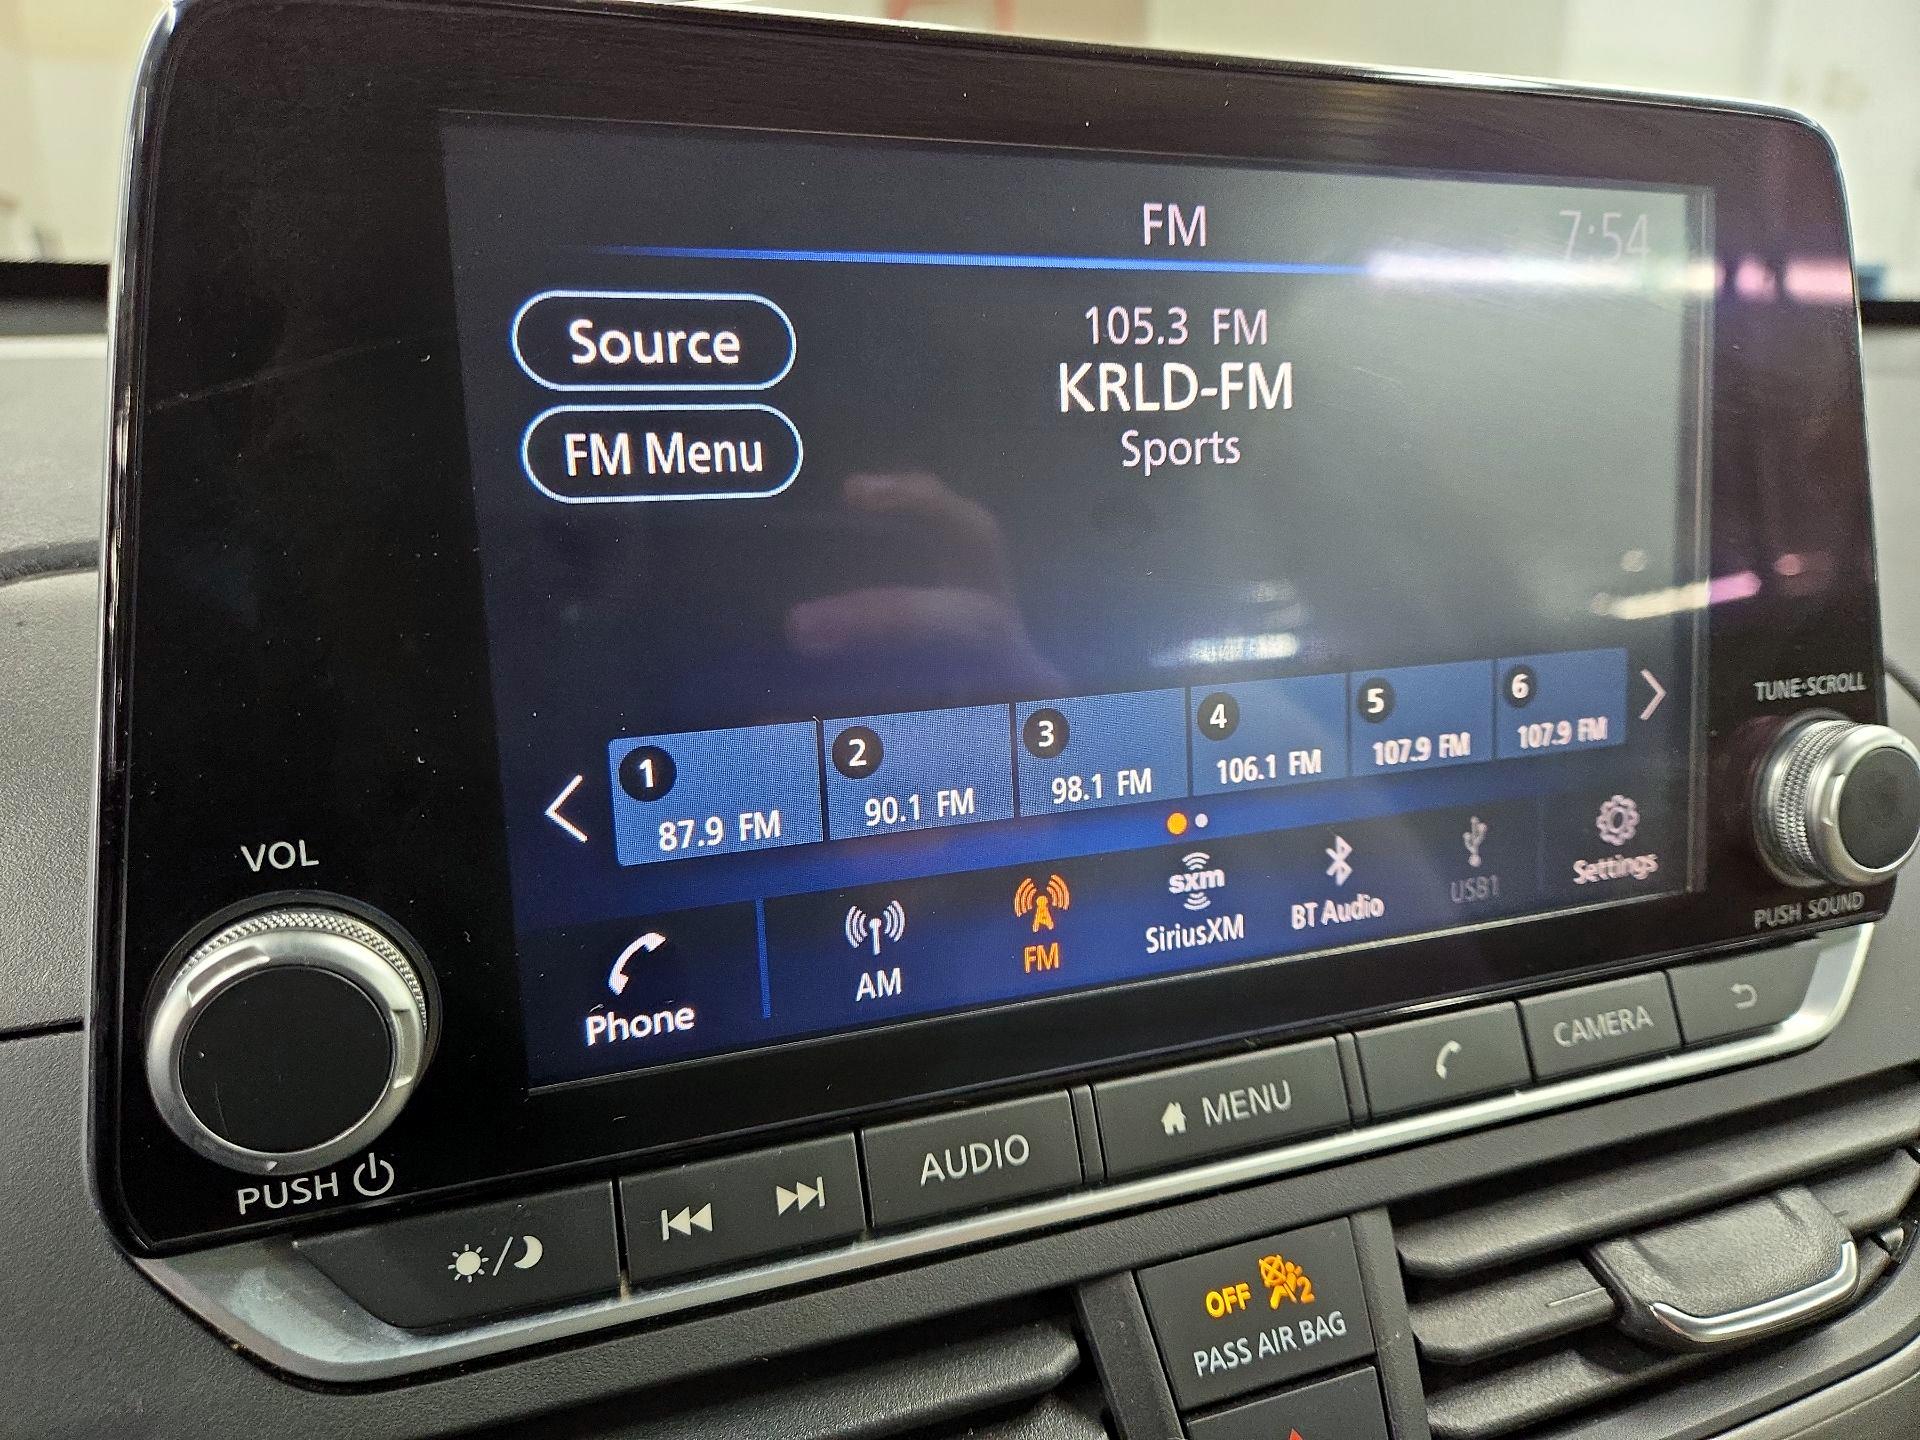 FM
7:54
Source
105.3 FM
KRLD-FM
FM Menu
Sports
1
87.9 FM
2
90.1 FM
3
98.1 FM
4
106.1 FM
5
107.9 FM
6
107.9 FM
TUNE•SCROLL
PUSH SOUND
VOL
PUSH
Phone
AM
FM
sxm
SiriusXM
BT Audio
USB1
Settings
AUDIO
MENU
CAMERA
OFF 2
PASS AIR BAG